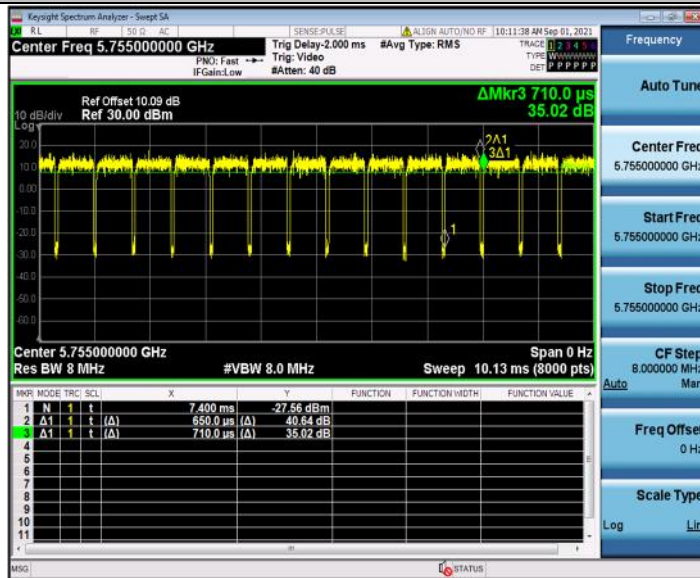 Keysight Spectrum Analyzer - Swept SA
RL RF 50 Ω AC SENSE:PULSE ALIGN AUTO/NO RF 10:11:38 AM Sep 01, 2021
Center Freq 5.755000000 GHz
PNO: Fast
IFGain:Low
Trig Delay-2.000 ms
Trig: Video
#Atten: 40 dB
#Avg Type: RMS
TRACE 1 2 3 4 5 6
TYPE WWWWWW
DET P P P P P P
ΔMkr3 710.0 µs
35.02 dB
Ref Offset 10.09 dB
10 dB/div Ref 30.00 dBm
Log
20.0
10.0
0.00
-10.0
-20.0
-30.0
-40.0
-50.0
-60.0
2Δ1
3Δ1
1
Center 5.755000000 GHz Span 0 Hz
Res BW 8 MHz #VBW 8.0 MHz Sweep 10.13 ms (8000 pts)
MKR MODE TRC SCL X Y FUNCTION FUNCTION WIDTH FUNCTION VALUE
1 N 1 t 7.400 ms -27.56 dBm
2 Δ1 1 t (Δ) 650.0 µs (Δ) 40.64 dB
3 Δ1 1 t (Δ) 710.0 µs (Δ) 35.02 dB
4
5
6
7
8
9
10
11
MSG STATUS
Frequency
Auto Tune
Center Freq
5.755000000 GHz
Start Freq
5.755000000 GHz
Stop Freq
5.755000000 GHz
CF Step
8.000000 MHz
Auto Man
Freq Offset
0 Hz
Scale Type
Log Lin